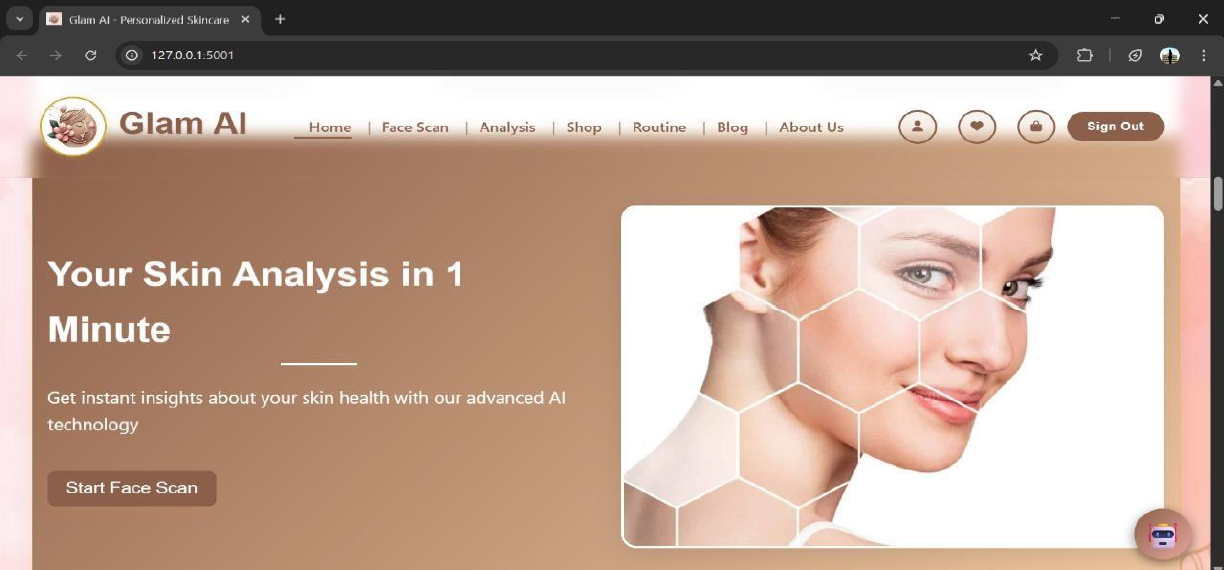 Glam AI - Personalized Skincare
127.0.0.1:5001
Glam AI
Home | Face Scan | Analysis | Shop | Routine | Blog | About Us
Sign Out
Your Skin Analysis in 1
Minute
Get instant insights about your skin health with our advanced AI
technology
Start Face Scan